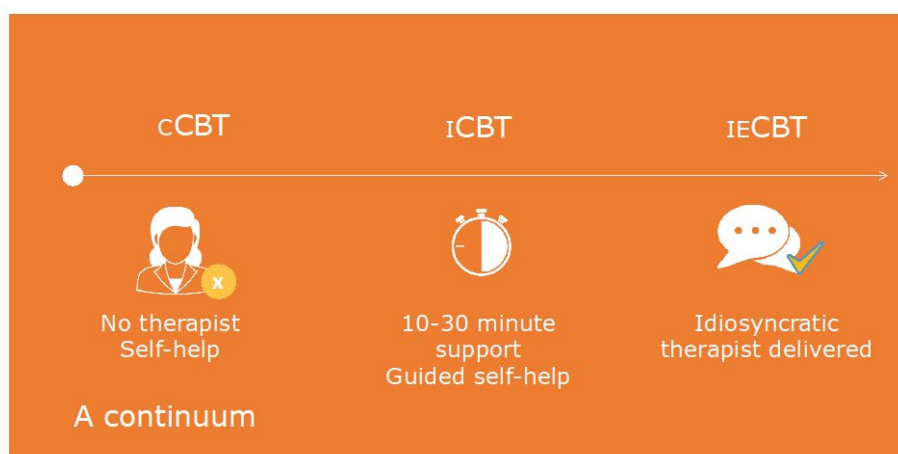 cCBT
ICBT
IECBT
x
No therapist
Self-help
10-30 minute
support
Guided self-help
Idiosyncratic
therapist delivered
A continuum